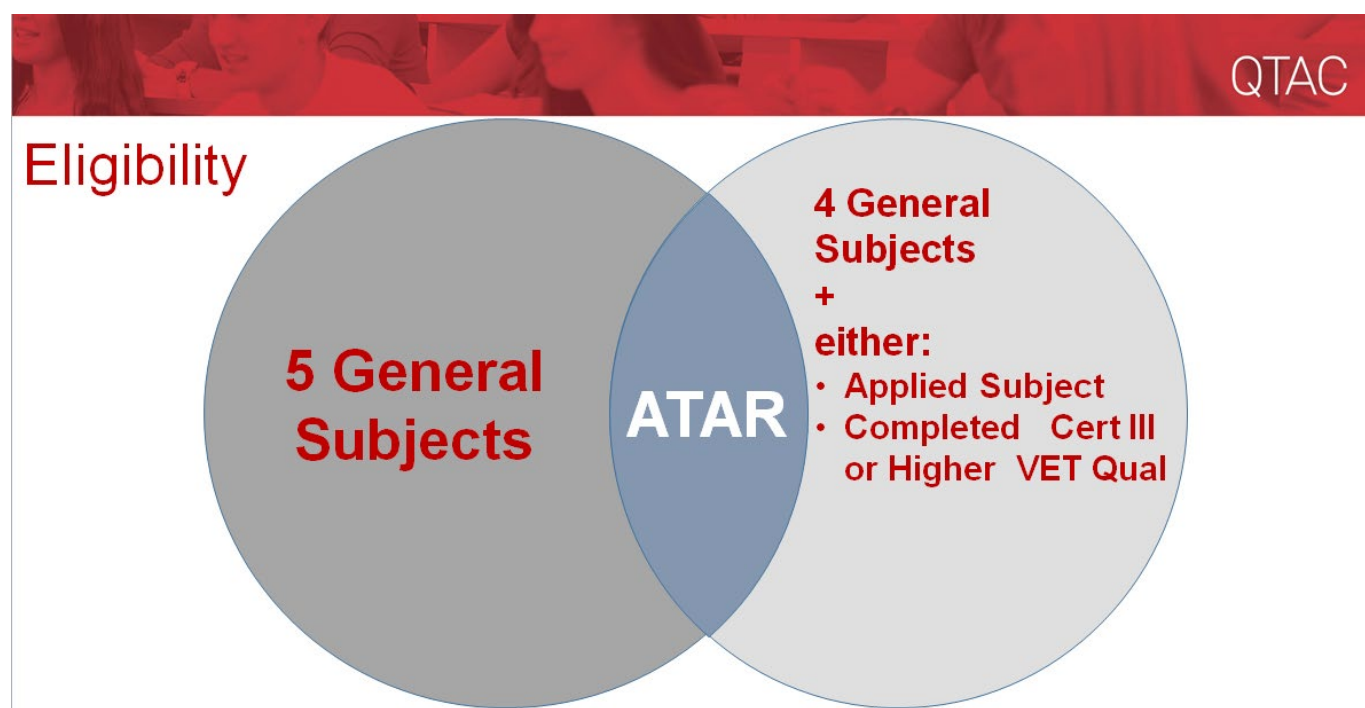 QTAC
Eligibility
5 General
Subjects
ATAR
4 General
Subjects
+
either:
• Applied Subject
• Completed Cert III
or Higher VET Qual